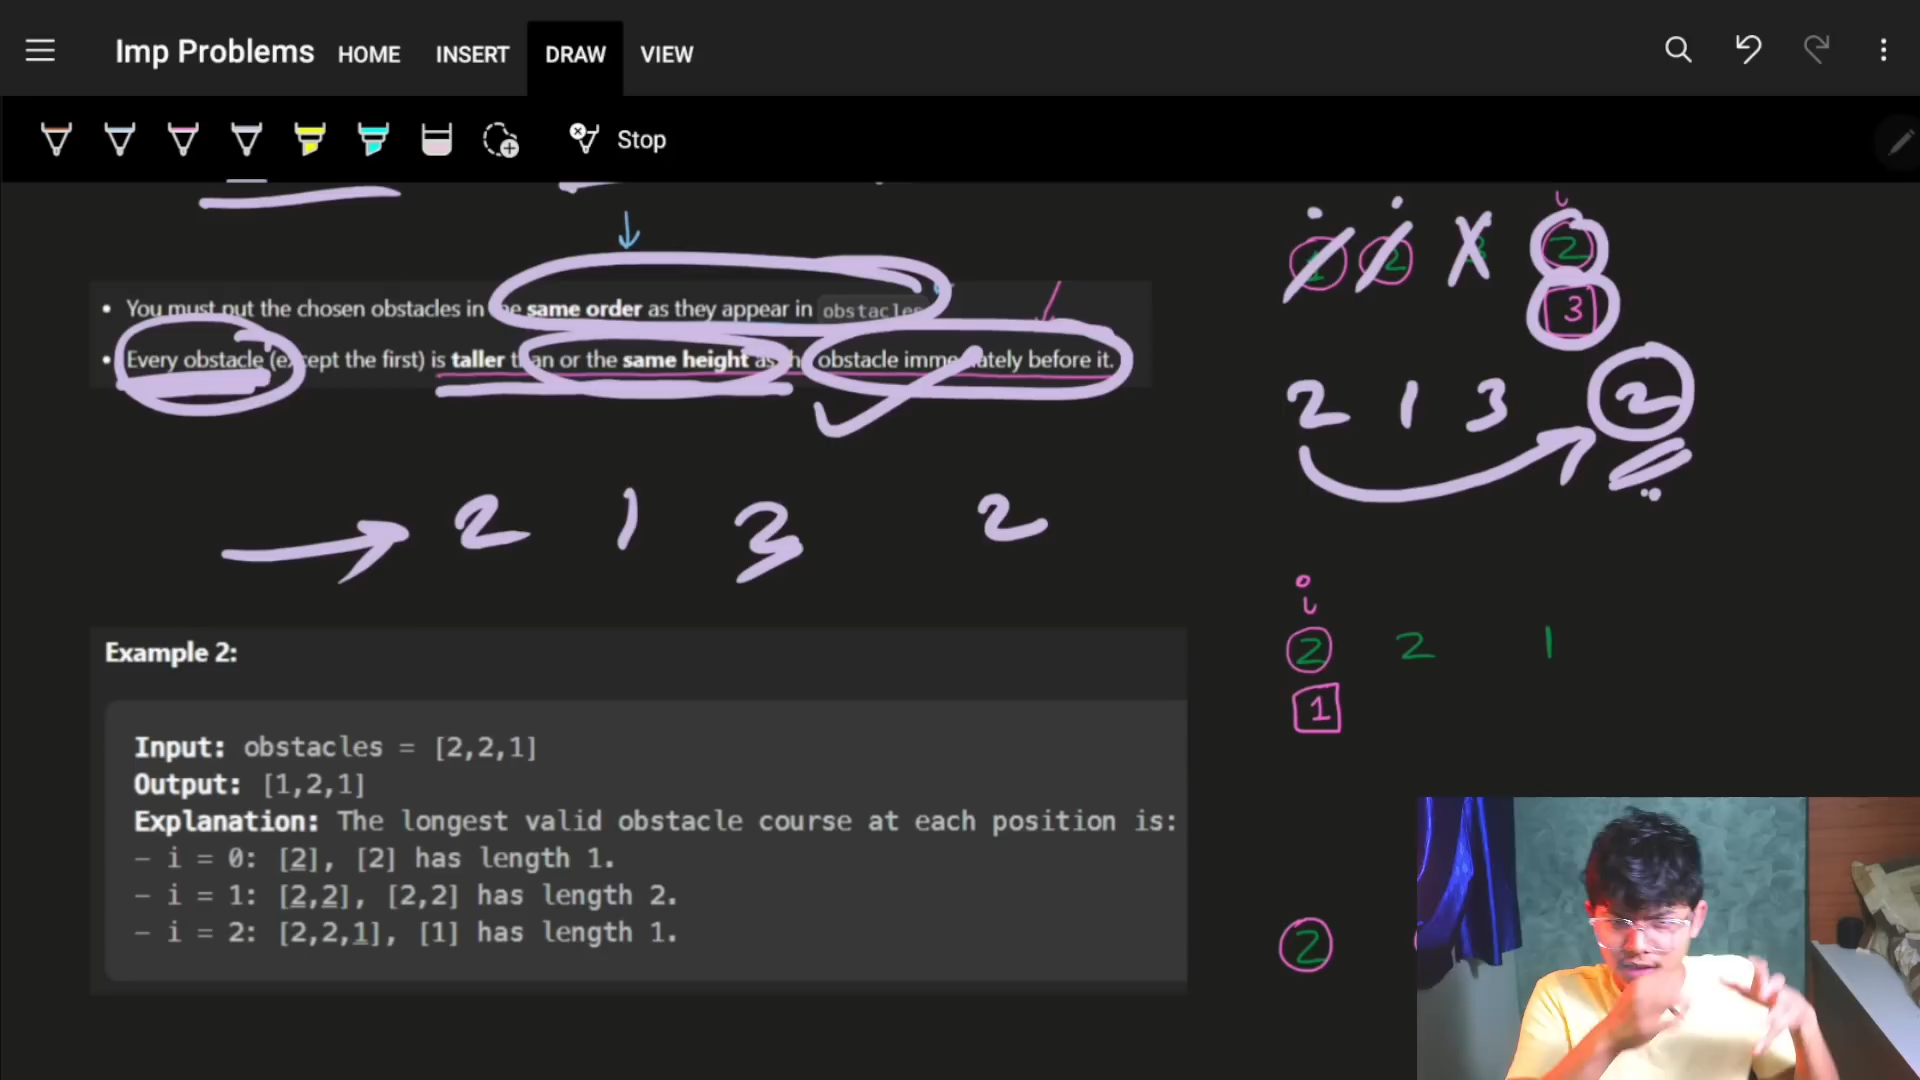 Imp Problems HOME INSERT DRAW VIEW
Stop
• You must put the chosen obstacles in same order as they appear in obstacles
• Every obstacle (except the first) is taller than or the same height as the obstacle immediately before it.
2 3
2 1 3 2
2 1 3 2
i
2 2 1
1
Example 2:
Input: obstacles = [2,2,1]
Output: [1,2,1]
Explanation: The longest valid obstacle course at each position is:
- i = 0: [2], [2] has length 1.
- i = 1: [2,2], [2,2] has length 2.
- i = 2: [2,2,1], [1] has length 1.
2